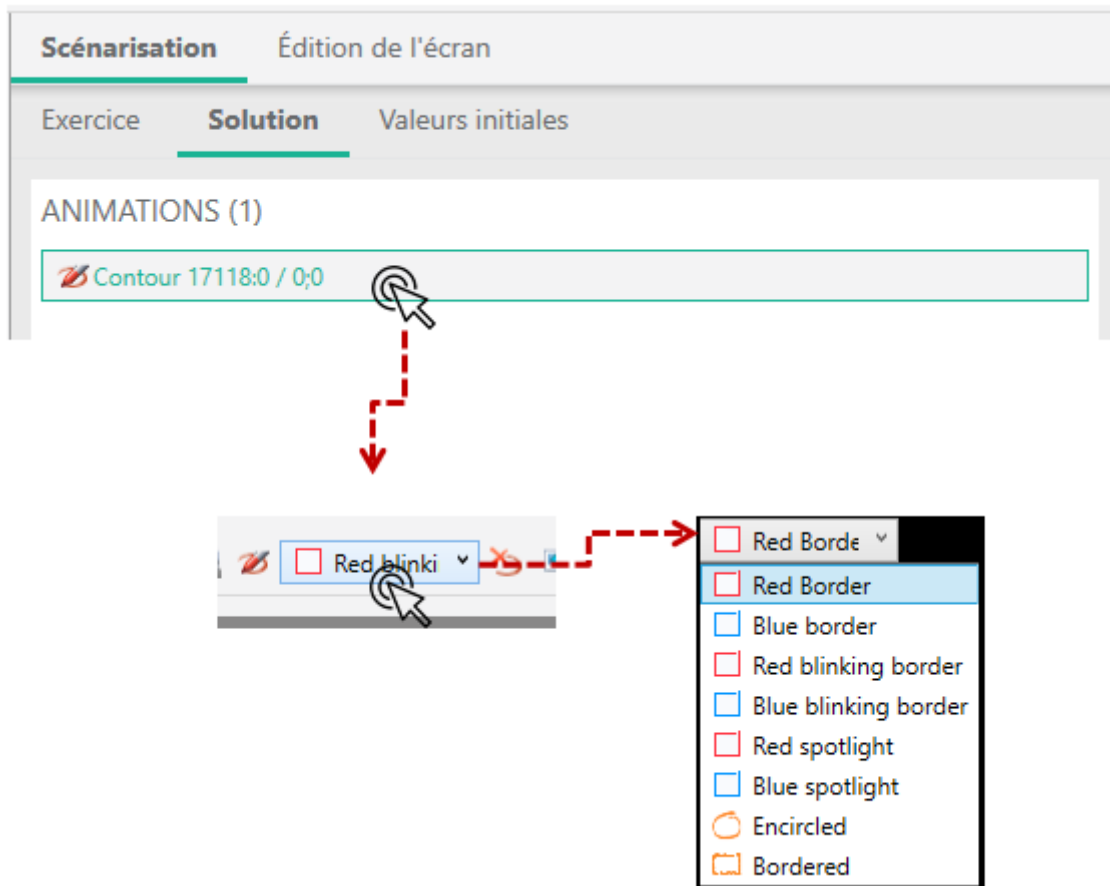 Scénarisation Édition de l'écran
Exercice Solution Valeurs initiales
ANIMATIONS (1)
Contour 17118:0 / 0;0
Red blinki
Red Borde
Red Border
Blue border
Red blinking border
Blue blinking border
Red spotlight
Blue spotlight
Encircled
Bordered